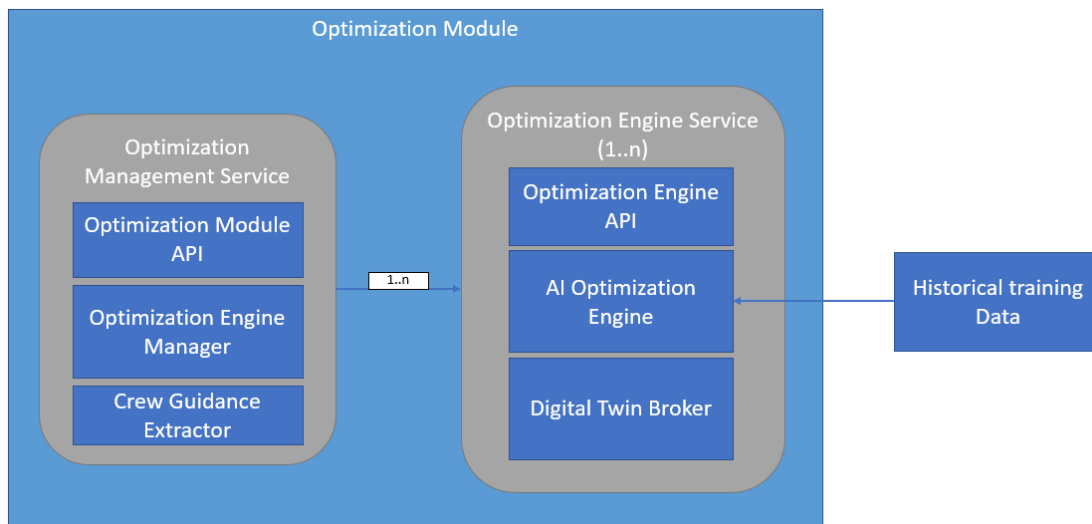 Optimization Module
Optimization
Management Service
Optimization Module
API
Optimization Engine
Manager
Crew Guidance
Extractor
1..n
Optimization Engine Service
(1..n)
Optimization Engine
API
AI Optimization
Engine
Digital Twin Broker
Historical training
Data